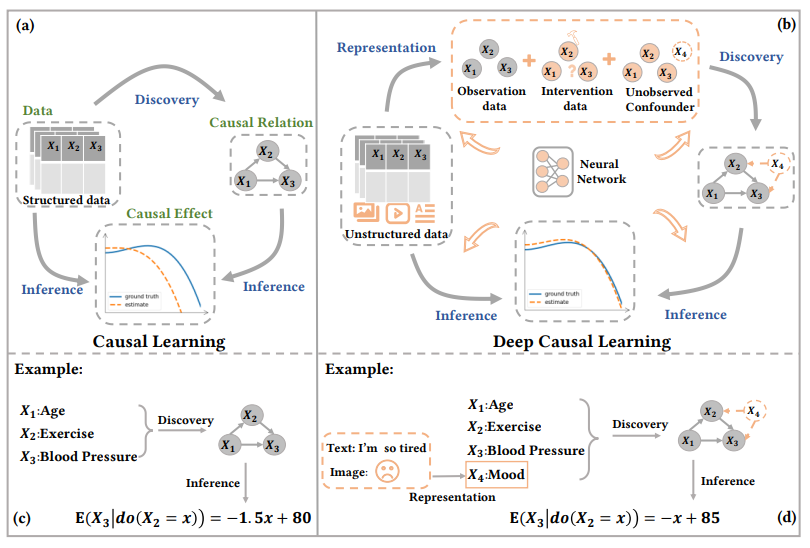 (a)
Discovery
Data
Causal Relation
X₁ X₂ X₃
Structured data
X₂
X₁ X₃
Causal Effect
Inference
Inference
ground truth
estimate
Causal Learning
(b)
Representation
X₂
X₁ X₃
Observation
data
+
X₂
X₁ ? X₃
Intervention
data
+
X₂ X₄
X₁ X₃
Unobserved
Confounder
Discovery
X₁ X₂ X₃
Unstructured data
Neural
Network
X₂ X₄
X₁ X₃
Inference
Inference
ground truth
estimate
Deep Causal Learning
Example:
X₁:Age
X₂:Exercise
X₃:Blood Pressure
Discovery
X₂
X₁ X₃
Inference
(c)
E(X₃|do(X₂ = x)) = −1.5x + 80
Example:
Text: I'm so tired
Image:
Representation
X₁:Age
X₂:Exercise
X₃:Blood Pressure
X₄:Mood
Discovery
X₂ X₄
X₁ X₃
Inference
E(X₃|do(X₂ = x)) = −x + 85
(d)